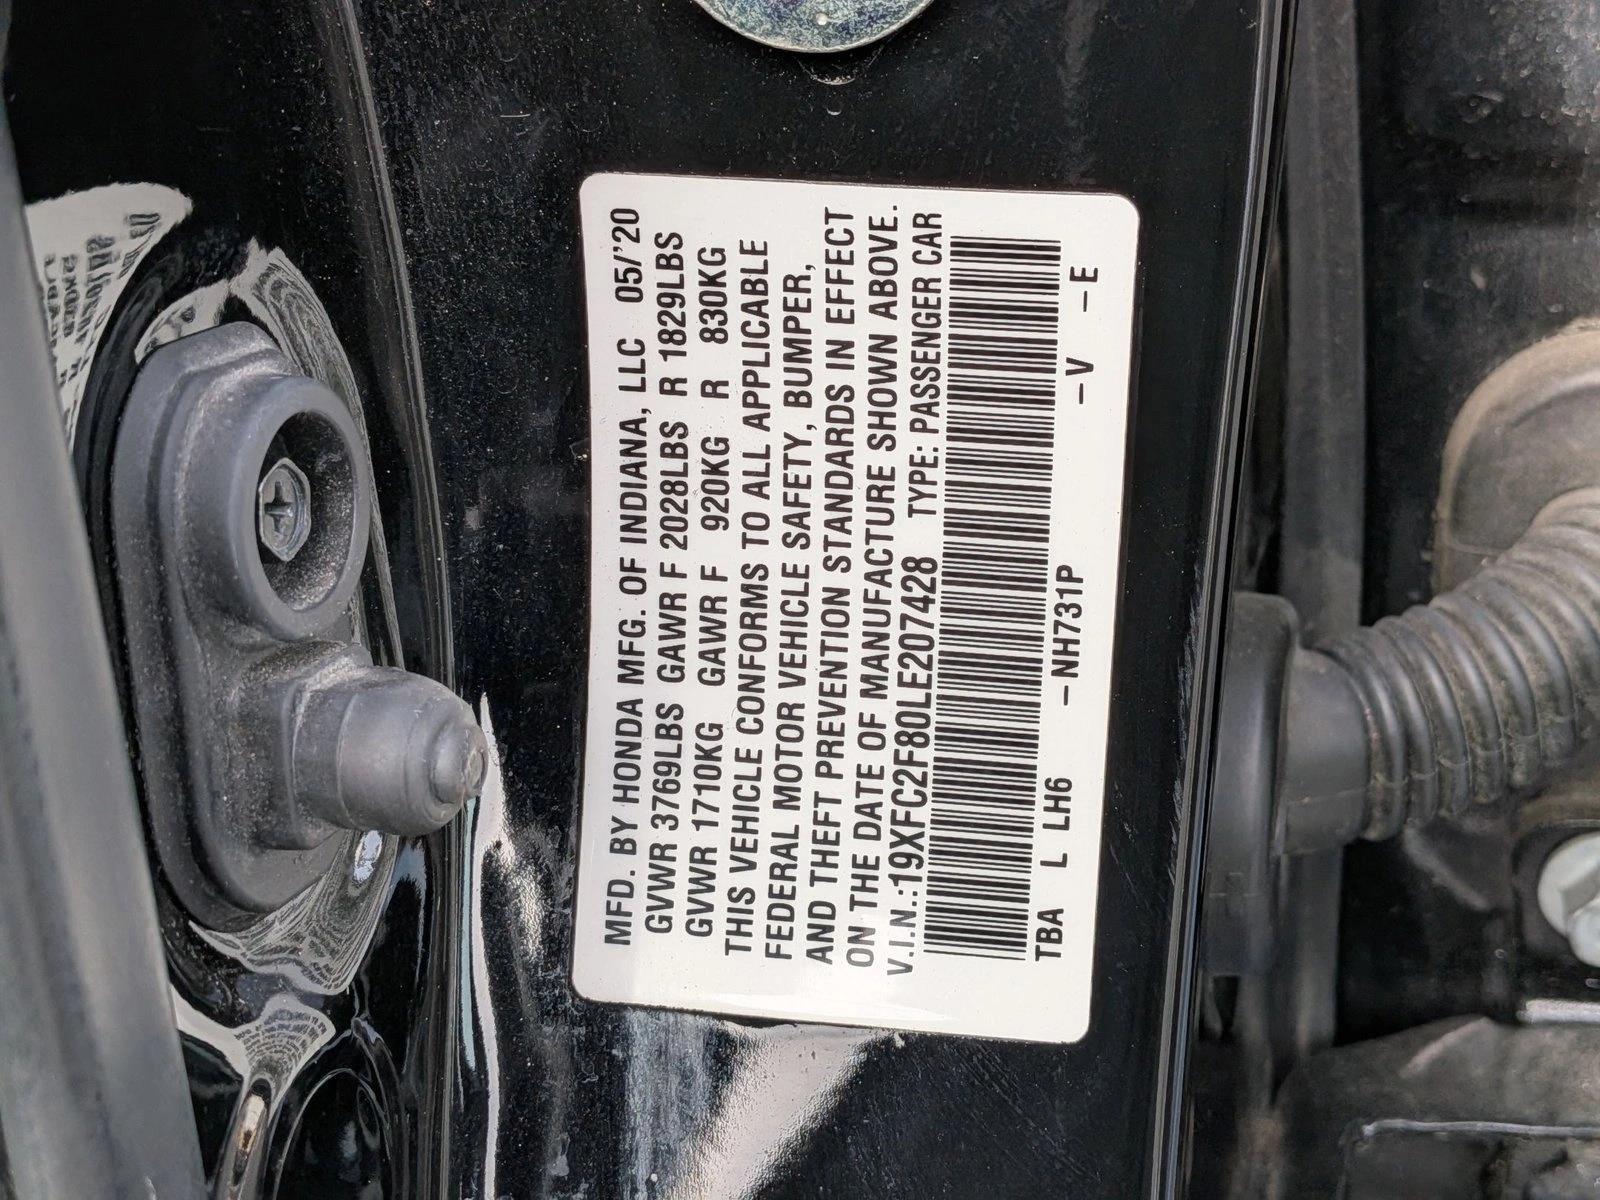 MFD. BY HONDA MFG. OF INDIANA, LLC 05/'20
GVWR 3769LBS GAWR F 2028LBS R 1829LBS
GVWR 1710KG GAWR F 920KG R 830KG
THIS VEHICLE CONFORMS TO ALL APPLICABLE
FEDERAL MOTOR VEHICLE SAFETY, BUMPER,
AND THEFT PREVENTION STANDARDS IN EFFECT
ON THE DATE OF MANUFACTURE SHOWN ABOVE.
V.I.N.:19XFC2F80LE207428 TYPE: PASSENGER CAR
TBA L LH6 -NH731P -V -E